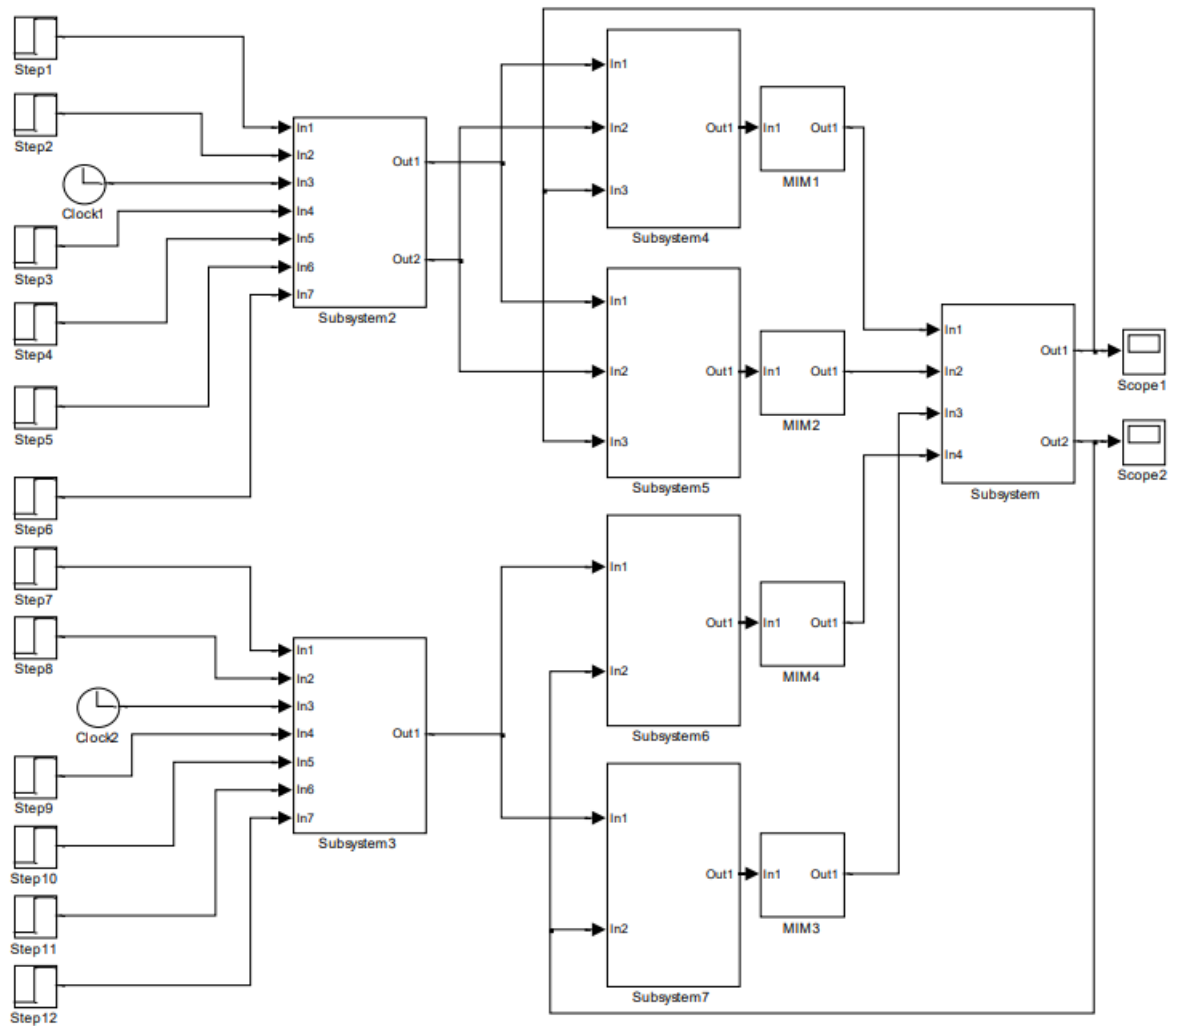 Step1
Step2
Clock1
Step3
Step4
Step5
Step6
Step7
Step8
Clock2
Step9
Step10
Step11
Step12
In1
In2
In3
In4
In5
In6
In7
Out1
Out2
Subsystem2
In1
In2
In3
In4
In5
In6
In7
Out1
Subsystem3
In1
In2
In3
Out1
Subsystem4
In1
In2
In3
Out1
Subsystem5
In1
In2
Out1
Subsystem6
In1
In2
Out1
Subsystem7
In1 Out1
MIM1
In1 Out1
MIM2
In1 Out1
MIM4
In1 Out1
MIM3
In1
In2
In3
In4
Out1
Out2
Subsystem
Scope1
Scope2